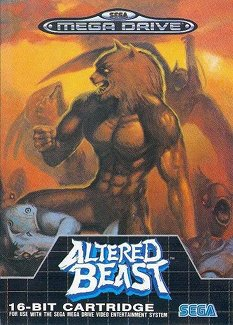 SEGA
MEGA DRIVE
ALTERED
BEAST
16-BIT CARTRIDGE
FOR USE WITH THE SEGA MEGA DRIVE VIDEO ENTERTAINMENT SYSTEM
SEGA